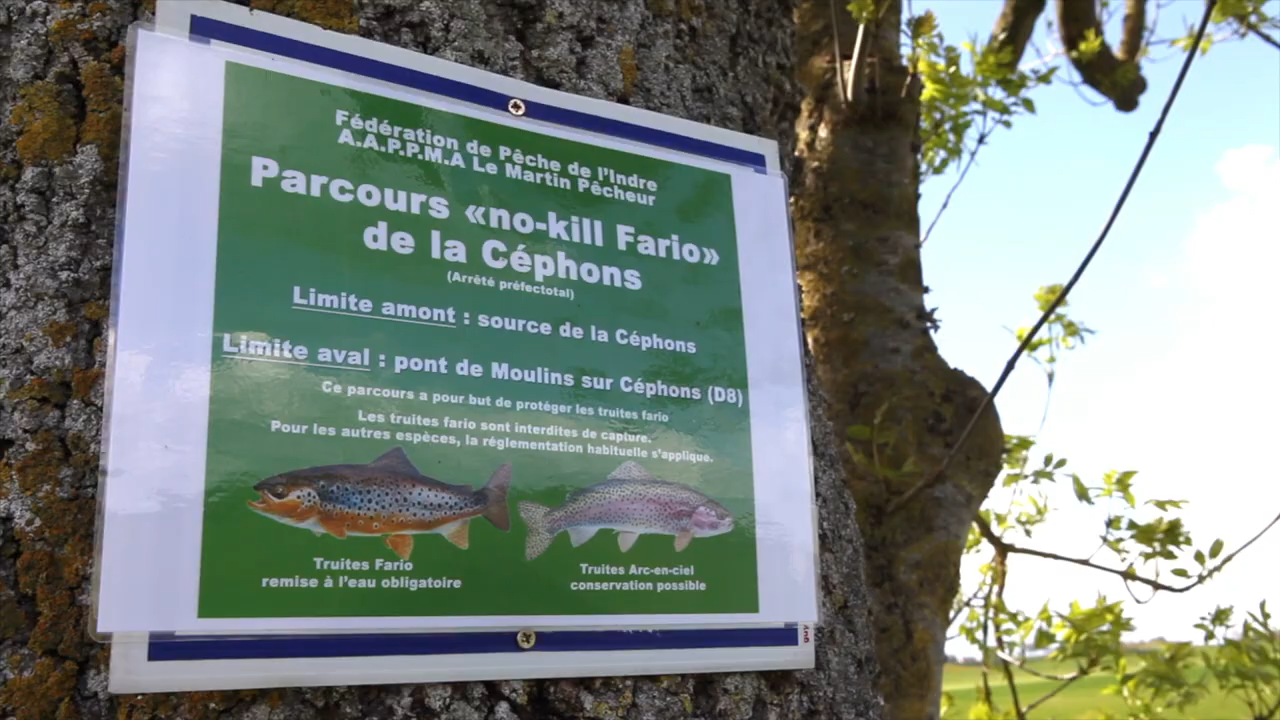 Fédération de Pêche de l'Indre
A.A.P.P.M.A Le Martin Pêcheur
Parcours «no-kill Fario»
de la Céphons
(Arrêté préfectotal)
Limite amont : source de la Céphons
Limite aval : pont de Moulins sur Céphons (D8)
Ce parcours a pour but de protéger les truites fario
Les truites fario sont interdites de capture.
Pour les autres espèces, la réglementation habituelle s'applique.
Truites Fario
remise à l'eau obligatoire
Truites Arc-en-ciel
conservation possible